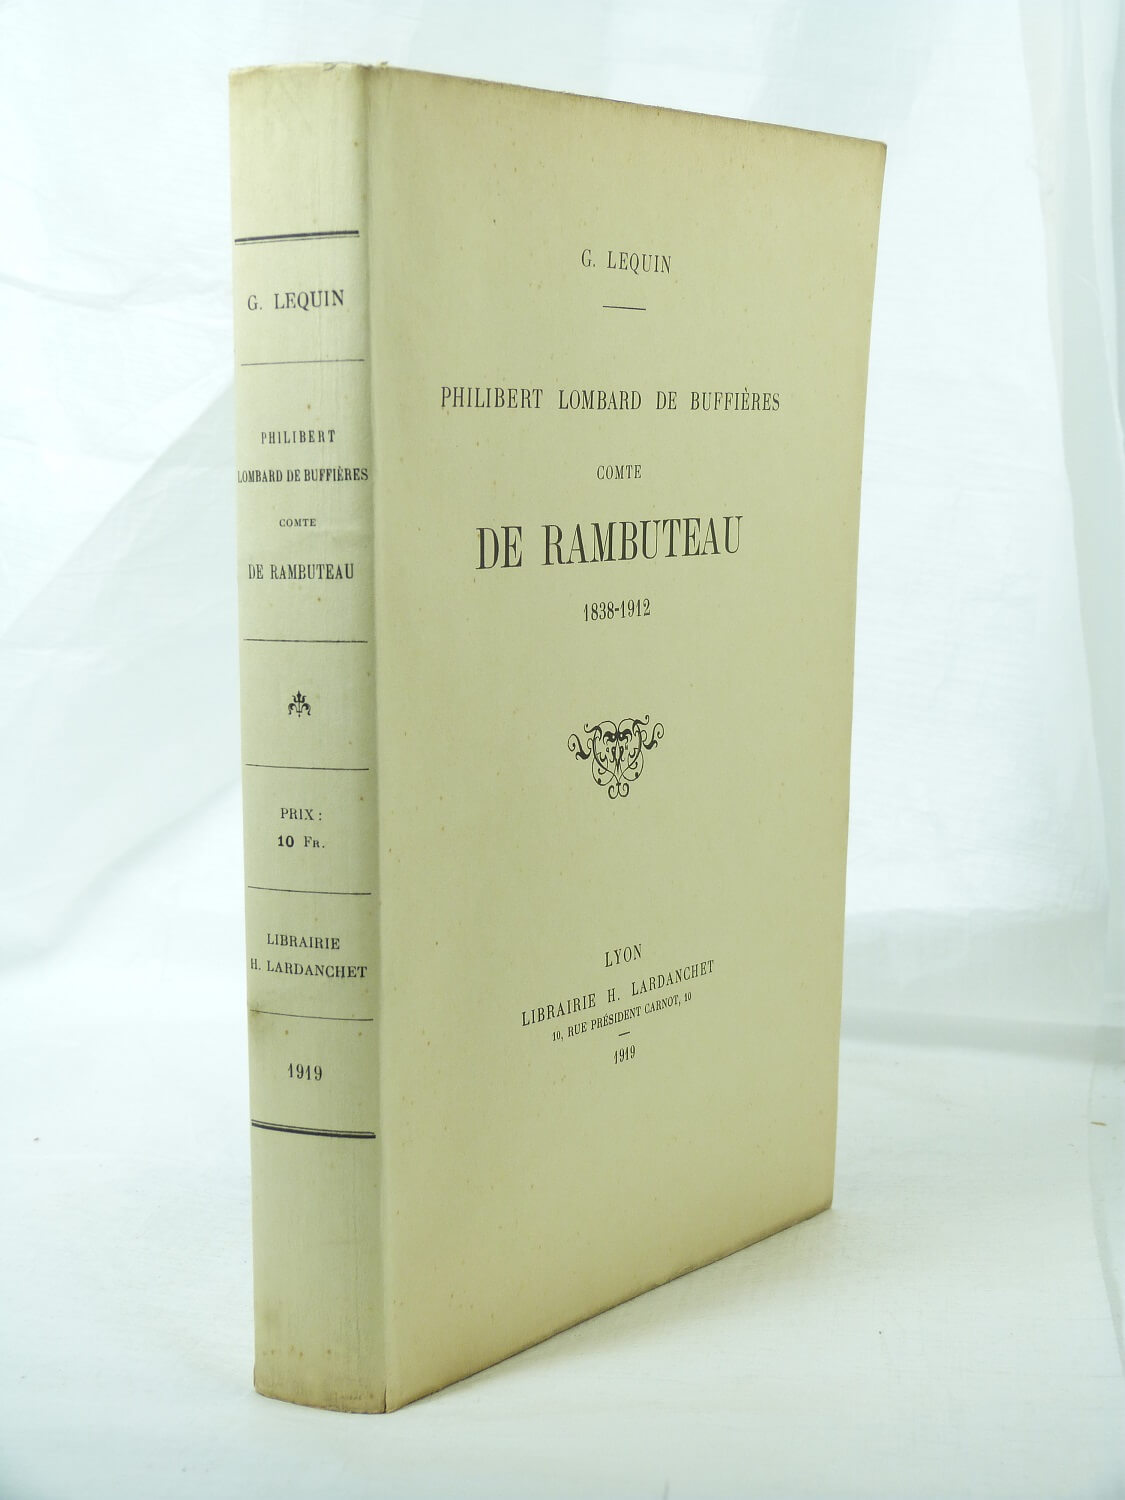 G. LEQUIN
PHILIBERT
LOMBARD DE BUFFIÈRES
COMTE
DE RAMBUTEAU
PRIX :
10 FR.
LIBRAIRIE
H. LARDANCHET
1919
G. LEQUIN
PHILIBERT LOMBARD DE BUFFIÈRES
COMTE
DE RAMBUTEAU
1838-1912
LYON
LIBRAIRIE H. LARDANCHET
10, RUE PRÉSIDENT CARNOT, 10
1919